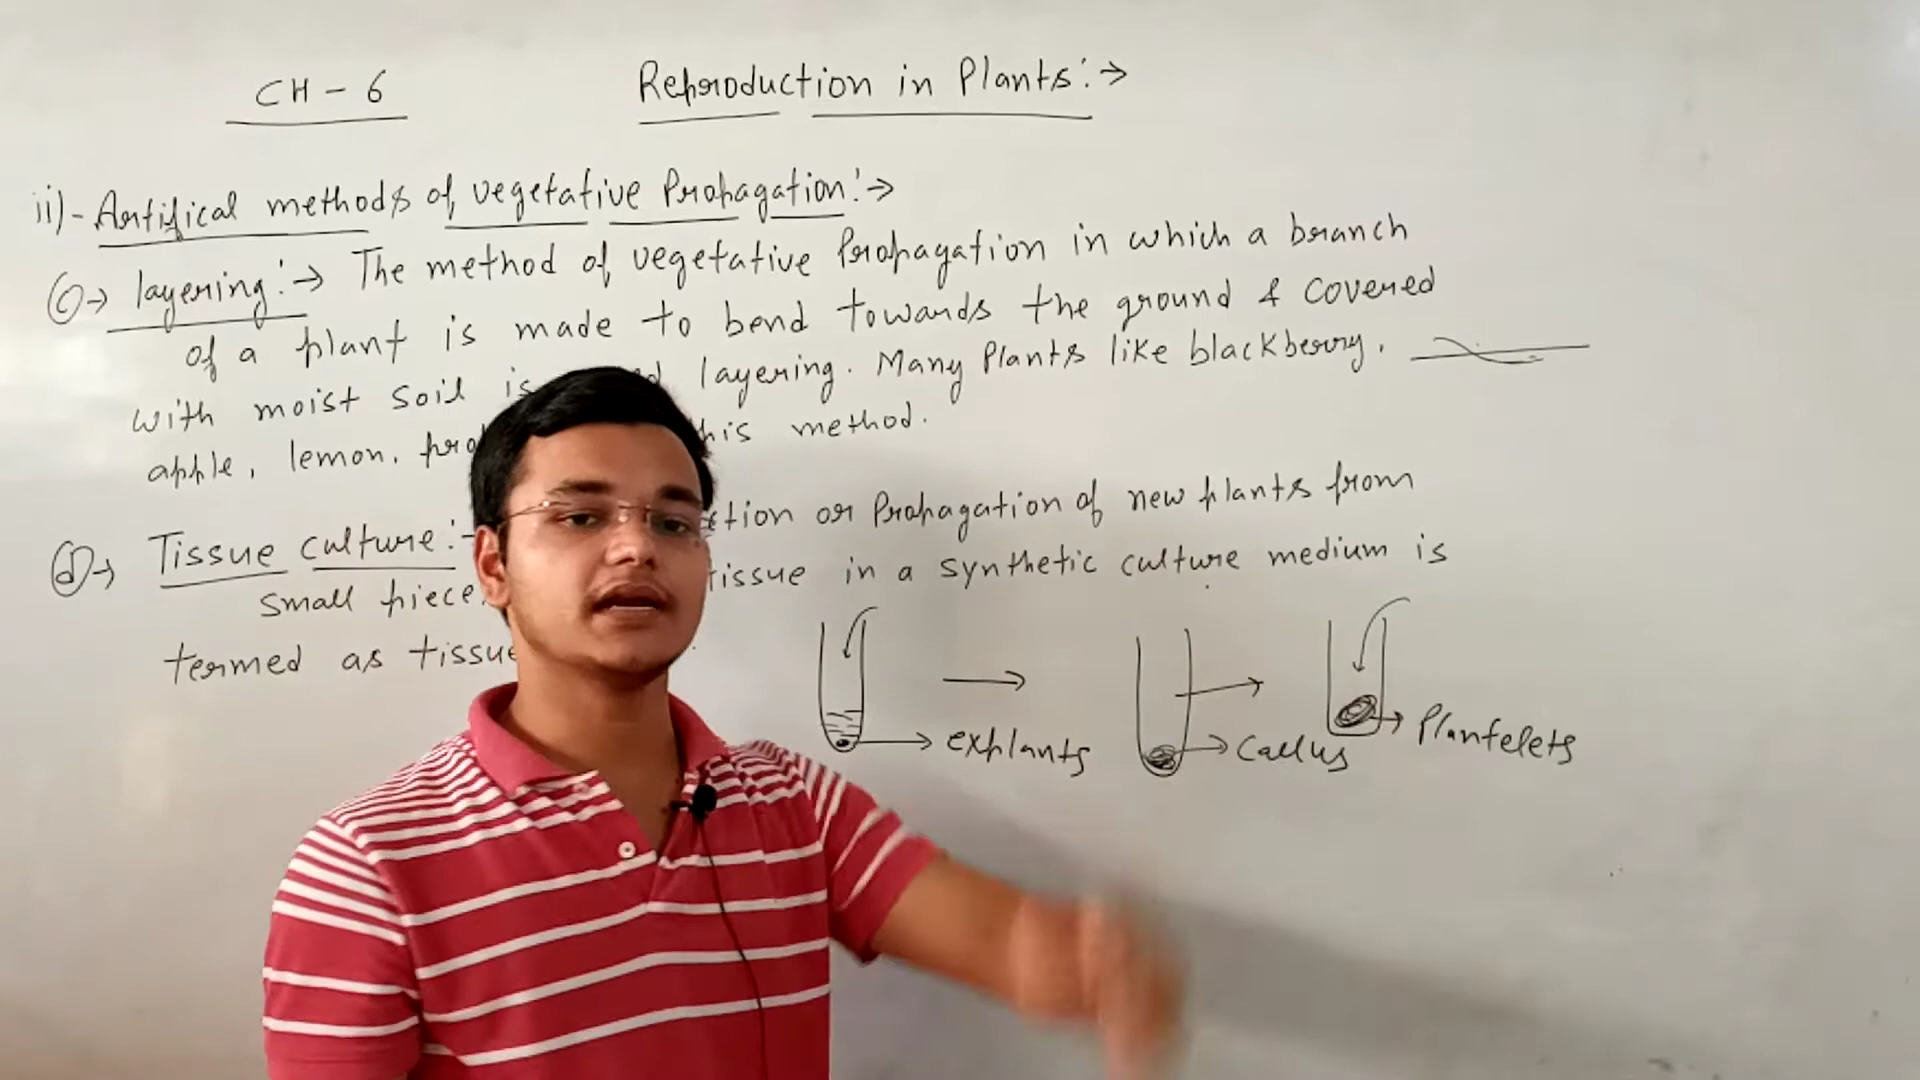 CH - 6
Reproduction in Plants:→
ii)- Artifical methods of vegetative Propagation:→
(c)→ layering:→ The method of vegetative Propagation in which a branch
of a plant is made to bend towards the ground & covered
with moist soil is layering. Many Plants like blackberry,
apple, lemon, method.
(d)→ Tissue culture:- or Propagation of new plants from
small piece tissue in a synthetic culture medium is
termed as
explants
Callus
Plantelets